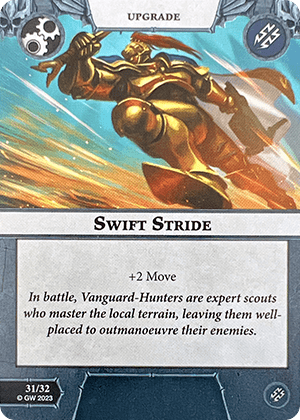 UPGRADE
SWIFT STRIDE
+2 Move
In battle, Vanguard-Hunters are expert scouts
who master the local terrain, leaving them well-
placed to outmanoeuvre their enemies.
31/32
© GW 2023